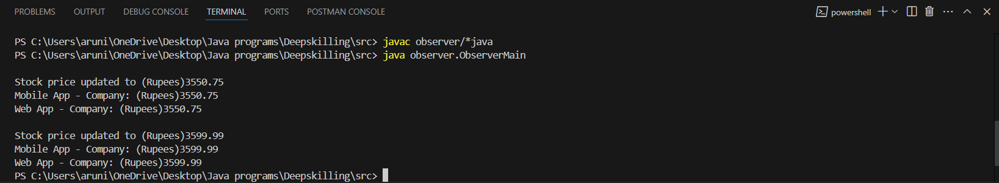 PROBLEMS OUTPUT DEBUG CONSOLE TERMINAL PORTS POSTMAN CONSOLE powershell
PS C:\Users\aruni\OneDrive\Desktop\Java programs\Deepskilling\src> javac observer/*java
PS C:\Users\aruni\OneDrive\Desktop\Java programs\Deepskilling\src> java observer.ObserverMain
Stock price updated to (Rupees)3550.75
Mobile App - Company: (Rupees)3550.75
Web App - Company: (Rupees)3550.75
Stock price updated to (Rupees)3599.99
Mobile App - Company: (Rupees)3599.99
Web App - Company: (Rupees)3599.99
PS C:\Users\aruni\OneDrive\Desktop\Java programs\Deepskilling\src>